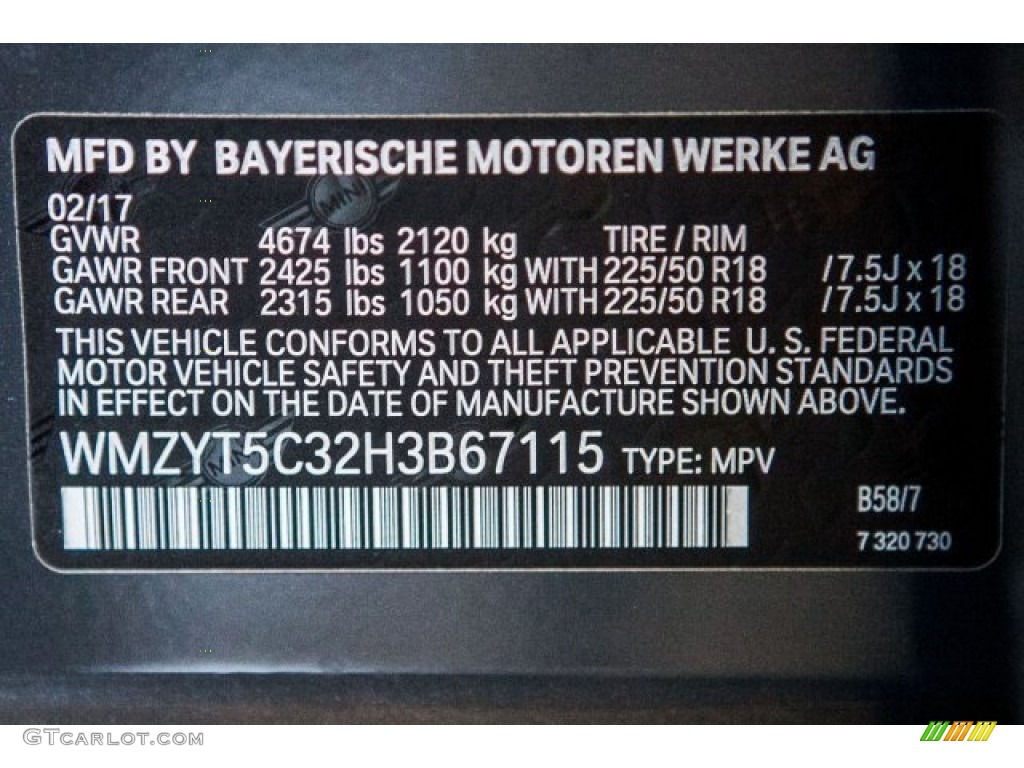 MFD BY BAYERISCHE MOTOREN WERKE AG
MINI
02/17
GVWR 4674 lbs 2120 kg TIRE / RIM
GAWR FRONT 2425 lbs 1100 kg WITH 225/50 R18 /7.5J x 18
GAWR REAR 2315 lbs 1050 kg WITH 225/50 R18 /7.5J x 18
THIS VEHICLE CONFORMS TO ALL APPLICABLE U. S. FEDERAL
MOTOR VEHICLE SAFETY AND THEFT PREVENTION STANDARDS
IN EFFECT ON THE DATE OF MANUFACTURE SHOWN ABOVE.
WMZYT5C32H3B67115 TYPE: MPV
B58/7
7 320 730
GTCarLot.com